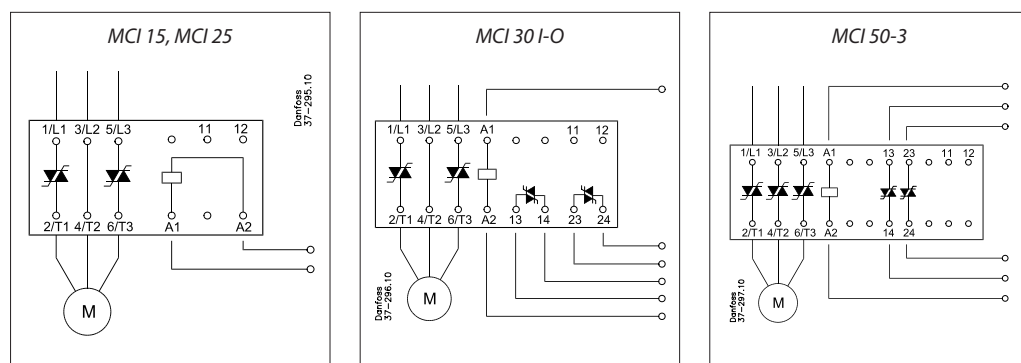 MCI 15, MCI 25
Danfoss
37-295.10
1/L1 3/L2 5/L3 11 12
2/T1 4/T2 6/T3 A1 A2
M
MCI 30 I-O
1/L1 3/L2 5/L3 A1 11 12
2/T1 4/T2 6/T3 A2 13 14 23 24
Danfoss
37-296.10
M
MCI 50-3
1/L1 3/L2 5/L3 A1 13 23 11 12
2/T1 4/T2 6/T3 A2 14 24
Danfoss
37-297.10
M